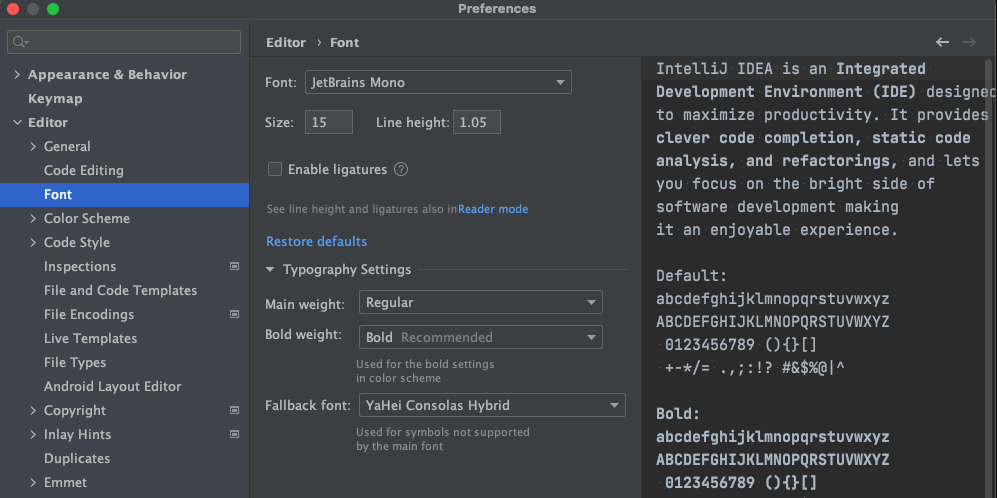 Preferences
Appearance & Behavior
Keymap
Editor
General
Code Editing
Font
Color Scheme
Code Style
Inspections
File and Code Templates
File Encodings
Live Templates
File Types
Android Layout Editor
Copyright
Inlay Hints
Duplicates
Emmet
Editor › Font
Font: JetBrains Mono
Size: 15 Line height: 1.05
Enable ligatures ?
See line height and ligatures also in Reader mode
Restore defaults
Typography Settings
Main weight: Regular
Bold weight: Bold Recommended
Used for the bold settings
in color scheme
Fallback font: YaHei Consolas Hybrid
Used for symbols not supported
by the main font
IntelliJ IDEA is an Integrated
Development Environment (IDE) designed
to maximize productivity. It provides
clever code completion, static code
analysis, and refactorings, and lets
you focus on the bright side of
software development making
it an enjoyable experience.
Default:
abcdefghijklmnopqrstuvwxyz
ABCDEFGHIJKLMNOPQRSTUVWXYZ
0123456789 (){}[]
+-*/= .,;:!? #&$%@|^
Bold:
abcdefghijklmnopqrstuvwxyz
ABCDEFGHIJKLMNOPQRSTUVWXYZ
0123456789 (){}[]